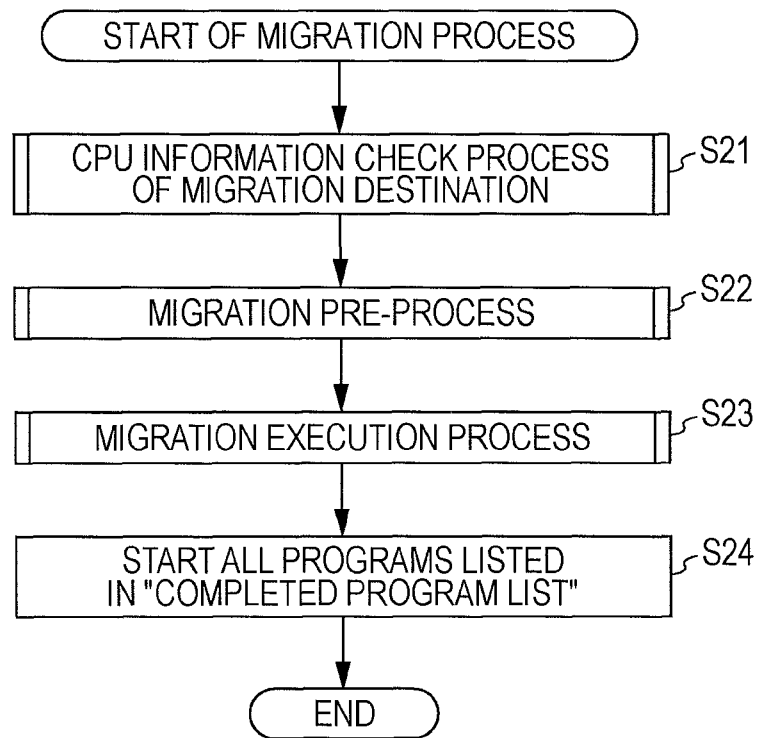 START OF MIGRATION PROCESS
CPU INFORMATION CHECK PROCESS
OF MIGRATION DESTINATION
S21
MIGRATION PRE-PROCESS
S22
MIGRATION EXECUTION PROCESS
S23
START ALL PROGRAMS LISTED
IN "COMPLETED PROGRAM LIST"
S24
END